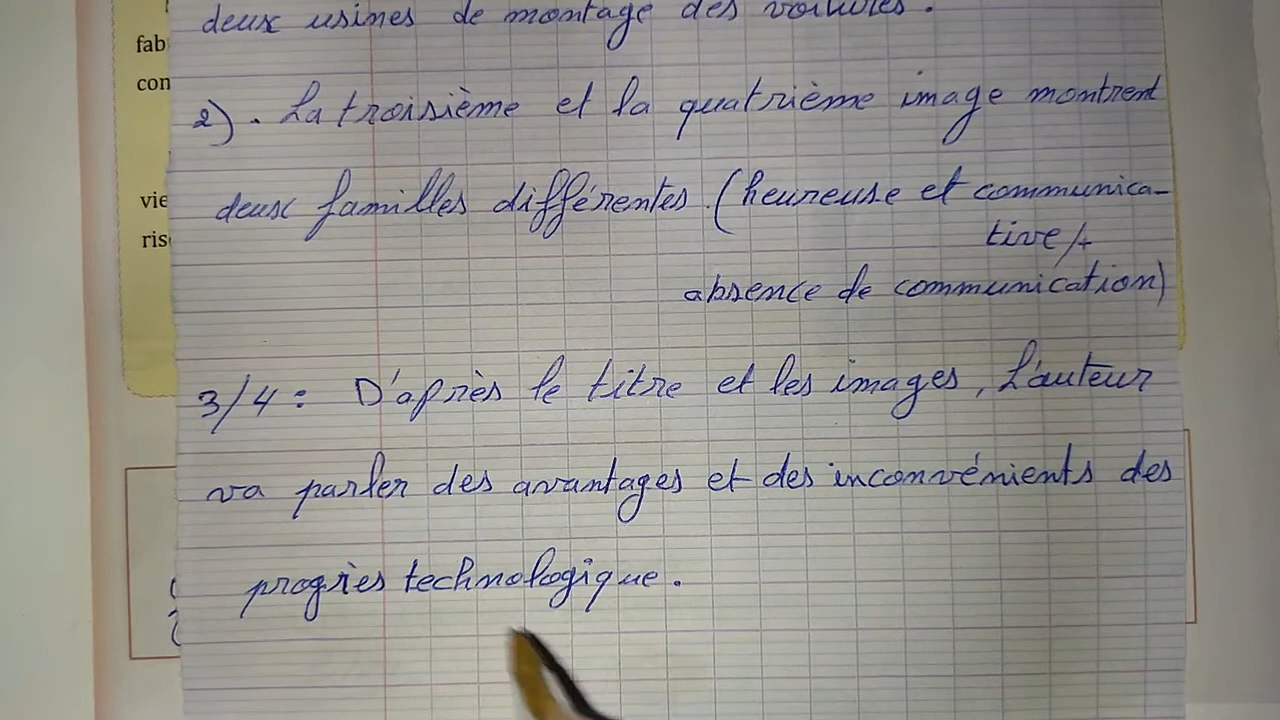 deux usines de montage des voitures.
fab
con
2). La troisième et la quatrième image montrent
vie
deux familles différentes. (heureuse et communica-
ris
tive /
absence de communication)
3/4 : D'après le titre et les images, L'auteur
va parler des avantages et des inconvénients des
progrès technologique.